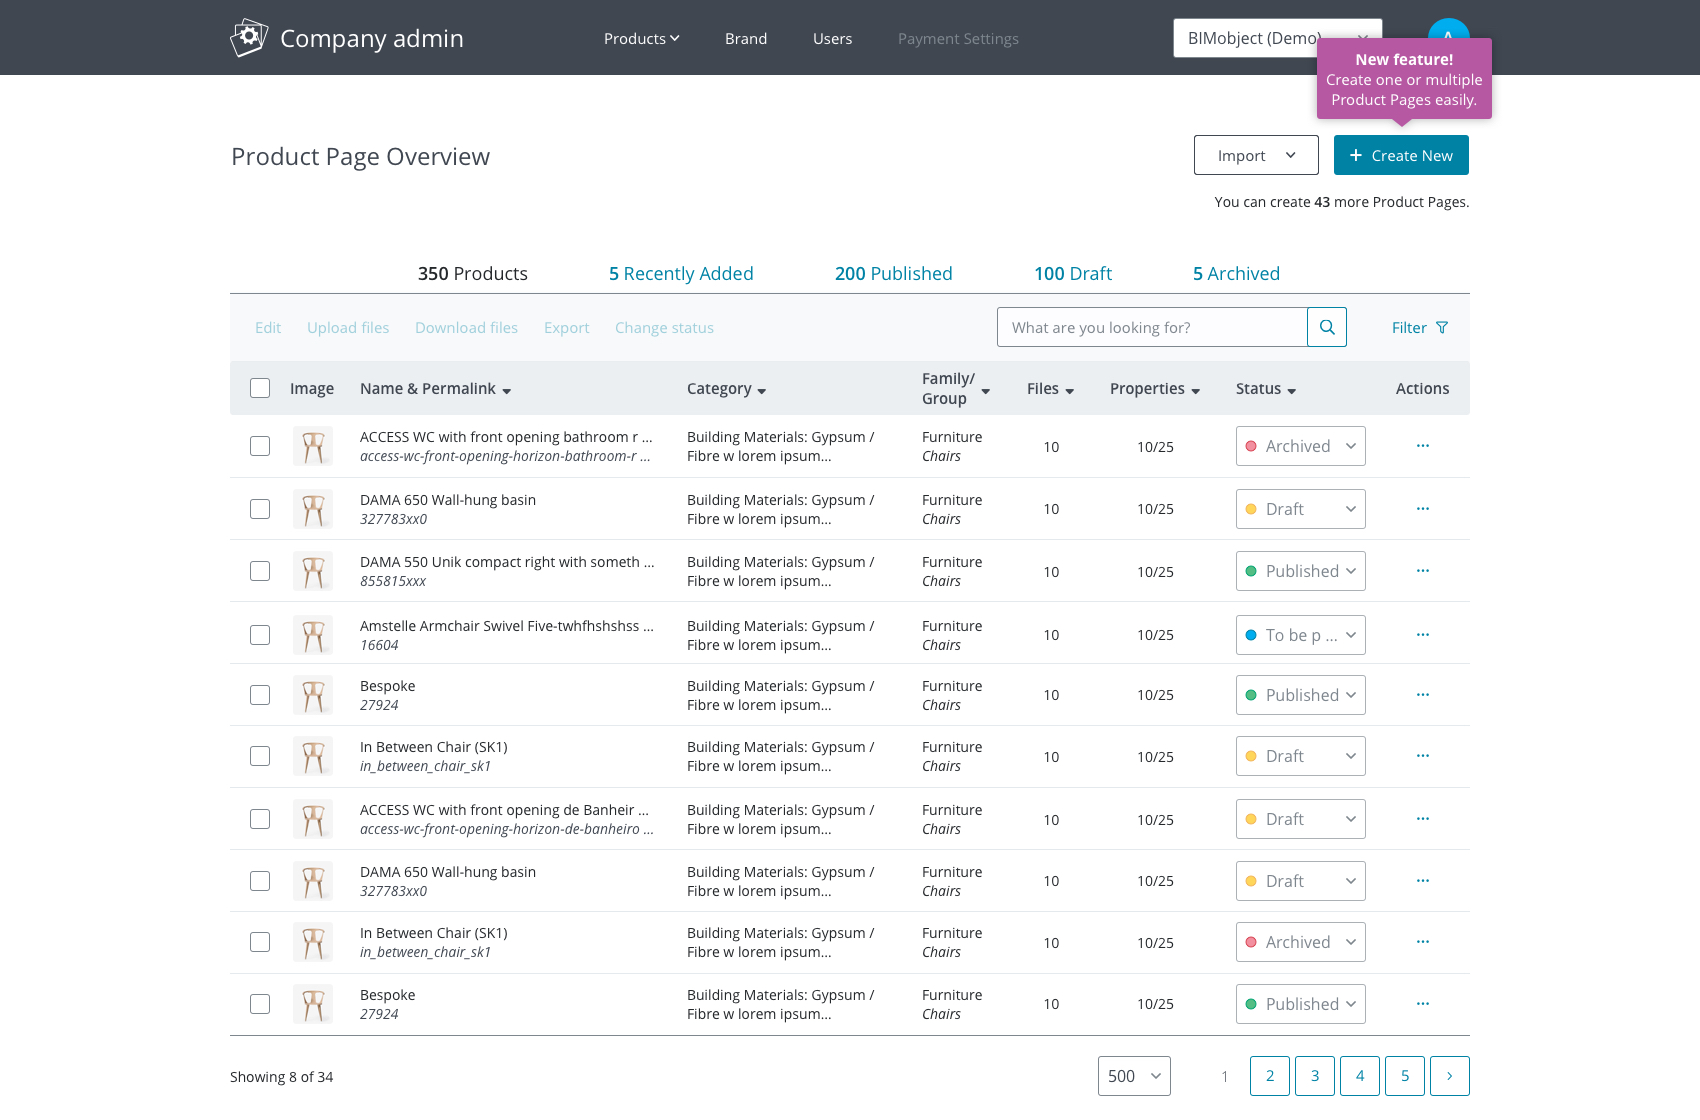 Company admin
Products
Brand
Users
Payment Settings
BIMobject (Demo)
A
New feature!
Create one or multiple
Product Pages easily.
Product Page Overview
Import
+ Create New
You can create 43 more Product Pages.
350 Products
5 Recently Added
200 Published
100 Draft
5 Archived
Edit
Upload files
Download files
Export
Change status
What are you looking for?
Filter
Image
Name & Permalink
Category
Family/
Group
Files
Properties
Status
Actions
ACCESS WC with front opening bathroom r ...
access-wc-front-opening-horizon-bathroom-r ...
Building Materials: Gypsum /
Fibre w lorem ipsum...
Furniture
Chairs
10
10/25
Archived
...
DAMA 650 Wall-hung basin
327783xx0
Building Materials: Gypsum /
Fibre w lorem ipsum...
Furniture
Chairs
10
10/25
Draft
...
DAMA 550 Unik compact right with someth ...
855815xxx
Building Materials: Gypsum /
Fibre w lorem ipsum...
Furniture
Chairs
10
10/25
Published
...
Amstelle Armchair Swivel Five-twhfhshshss ...
16604
Building Materials: Gypsum /
Fibre w lorem ipsum...
Furniture
Chairs
10
10/25
To be p ...
...
Bespoke
27924
Building Materials: Gypsum /
Fibre w lorem ipsum...
Furniture
Chairs
10
10/25
Published
...
In Between Chair (SK1)
in_between_chair_sk1
Building Materials: Gypsum /
Fibre w lorem ipsum...
Furniture
Chairs
10
10/25
Draft
...
ACCESS WC with front opening de Banheir ...
access-wc-front-opening-horizon-de-banheiro ...
Building Materials: Gypsum /
Fibre w lorem ipsum...
Furniture
Chairs
10
10/25
Draft
...
DAMA 650 Wall-hung basin
327783xx0
Building Materials: Gypsum /
Fibre w lorem ipsum...
Furniture
Chairs
10
10/25
Draft
...
In Between Chair (SK1)
in_between_chair_sk1
Building Materials: Gypsum /
Fibre w lorem ipsum...
Furniture
Chairs
10
10/25
Archived
...
Bespoke
27924
Building Materials: Gypsum /
Fibre w lorem ipsum...
Furniture
Chairs
10
10/25
Published
...
Showing 8 of 34
500
1
2
3
4
5
>